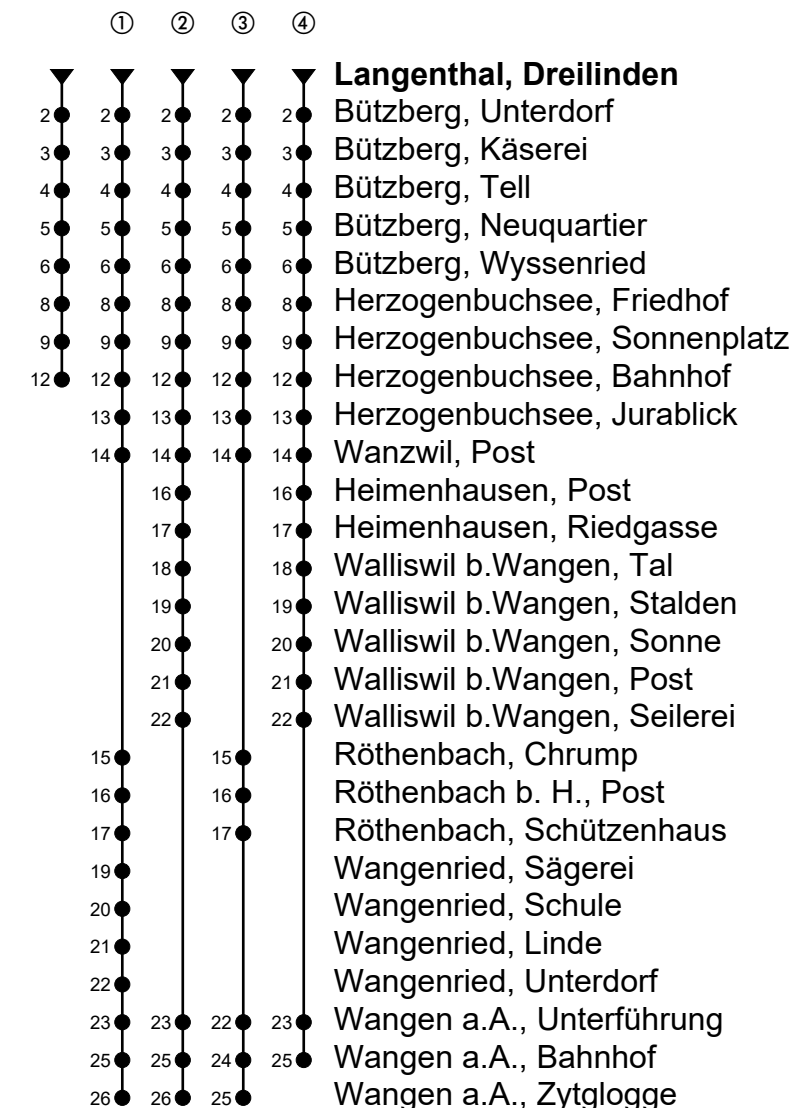 ① ② ③ ④
Langenthal, Dreilinden
2 2 2 2 2 Bützberg, Unterdorf
3 3 3 3 3 Bützberg, Käserei
4 4 4 4 4 Bützberg, Tell
5 5 5 5 5 Bützberg, Neuquartier
6 6 6 6 6 Bützberg, Wyssenried
8 8 8 8 8 Herzogenbuchsee, Friedhof
9 9 9 9 9 Herzogenbuchsee, Sonnenplatz
12 12 12 12 12 Herzogenbuchsee, Bahnhof
13 13 13 13 Herzogenbuchsee, Jurablick
14 14 14 14 Wanzwil, Post
16 16 Heimenhausen, Post
17 17 Heimenhausen, Riedgasse
18 18 Walliswil b.Wangen, Tal
19 19 Walliswil b.Wangen, Stalden
20 20 Walliswil b.Wangen, Sonne
21 21 Walliswil b.Wangen, Post
22 22 Walliswil b.Wangen, Seilerei
15 15 Röthenbach, Chrump
16 16 Röthenbach b. H., Post
17 17 Röthenbach, Schützenhaus
19 Wangenried, Sägerei
20 Wangenried, Schule
21 Wangenried, Linde
22 Wangenried, Unterdorf
23 23 22 23 Wangen a.A., Unterführung
25 25 24 25 Wangen a.A., Bahnhof
26 26 25 Wangen a.A., Zytglogge